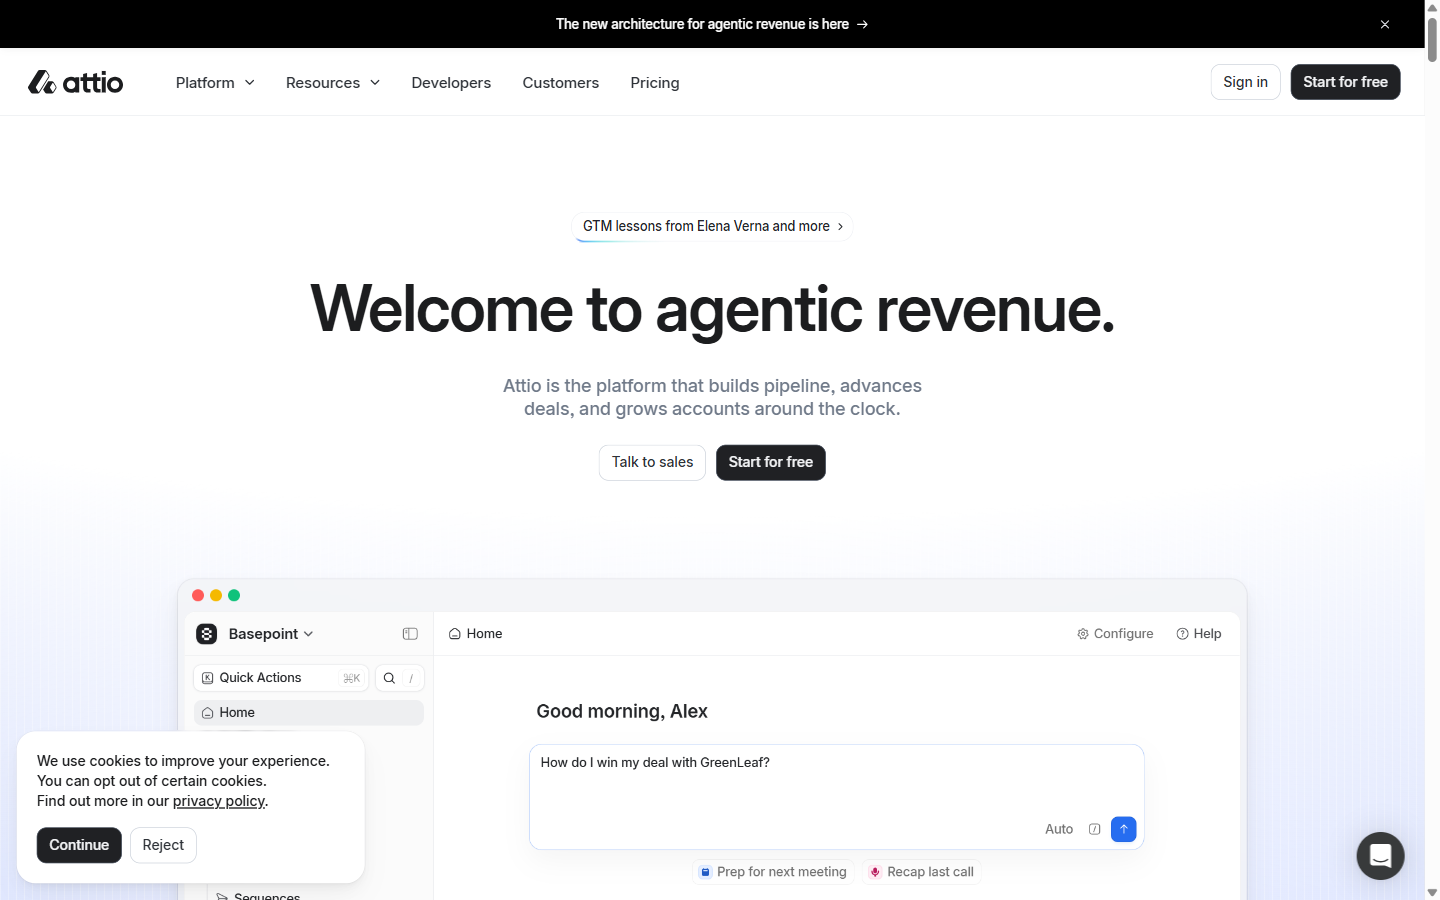 The new architecture for agentic revenue is here →
attio
Platform
Resources
Developers
Customers
Pricing
Sign in
Start for free
GTM lessons from Elena Verna and more
Welcome to agentic revenue.
Attio is the platform that builds pipeline, advances
deals, and grows accounts around the clock.
Talk to sales
Start for free
Basepoint
Home
Configure
Help
Quick Actions
⌘K
/
Home
Good morning, Alex
How do I win my deal with GreenLeaf?
Auto
/
Prep for next meeting
Recap last call
We use cookies to improve your experience.
You can opt out of certain cookies.
Find out more in our privacy policy.
Continue
Reject
Sequences